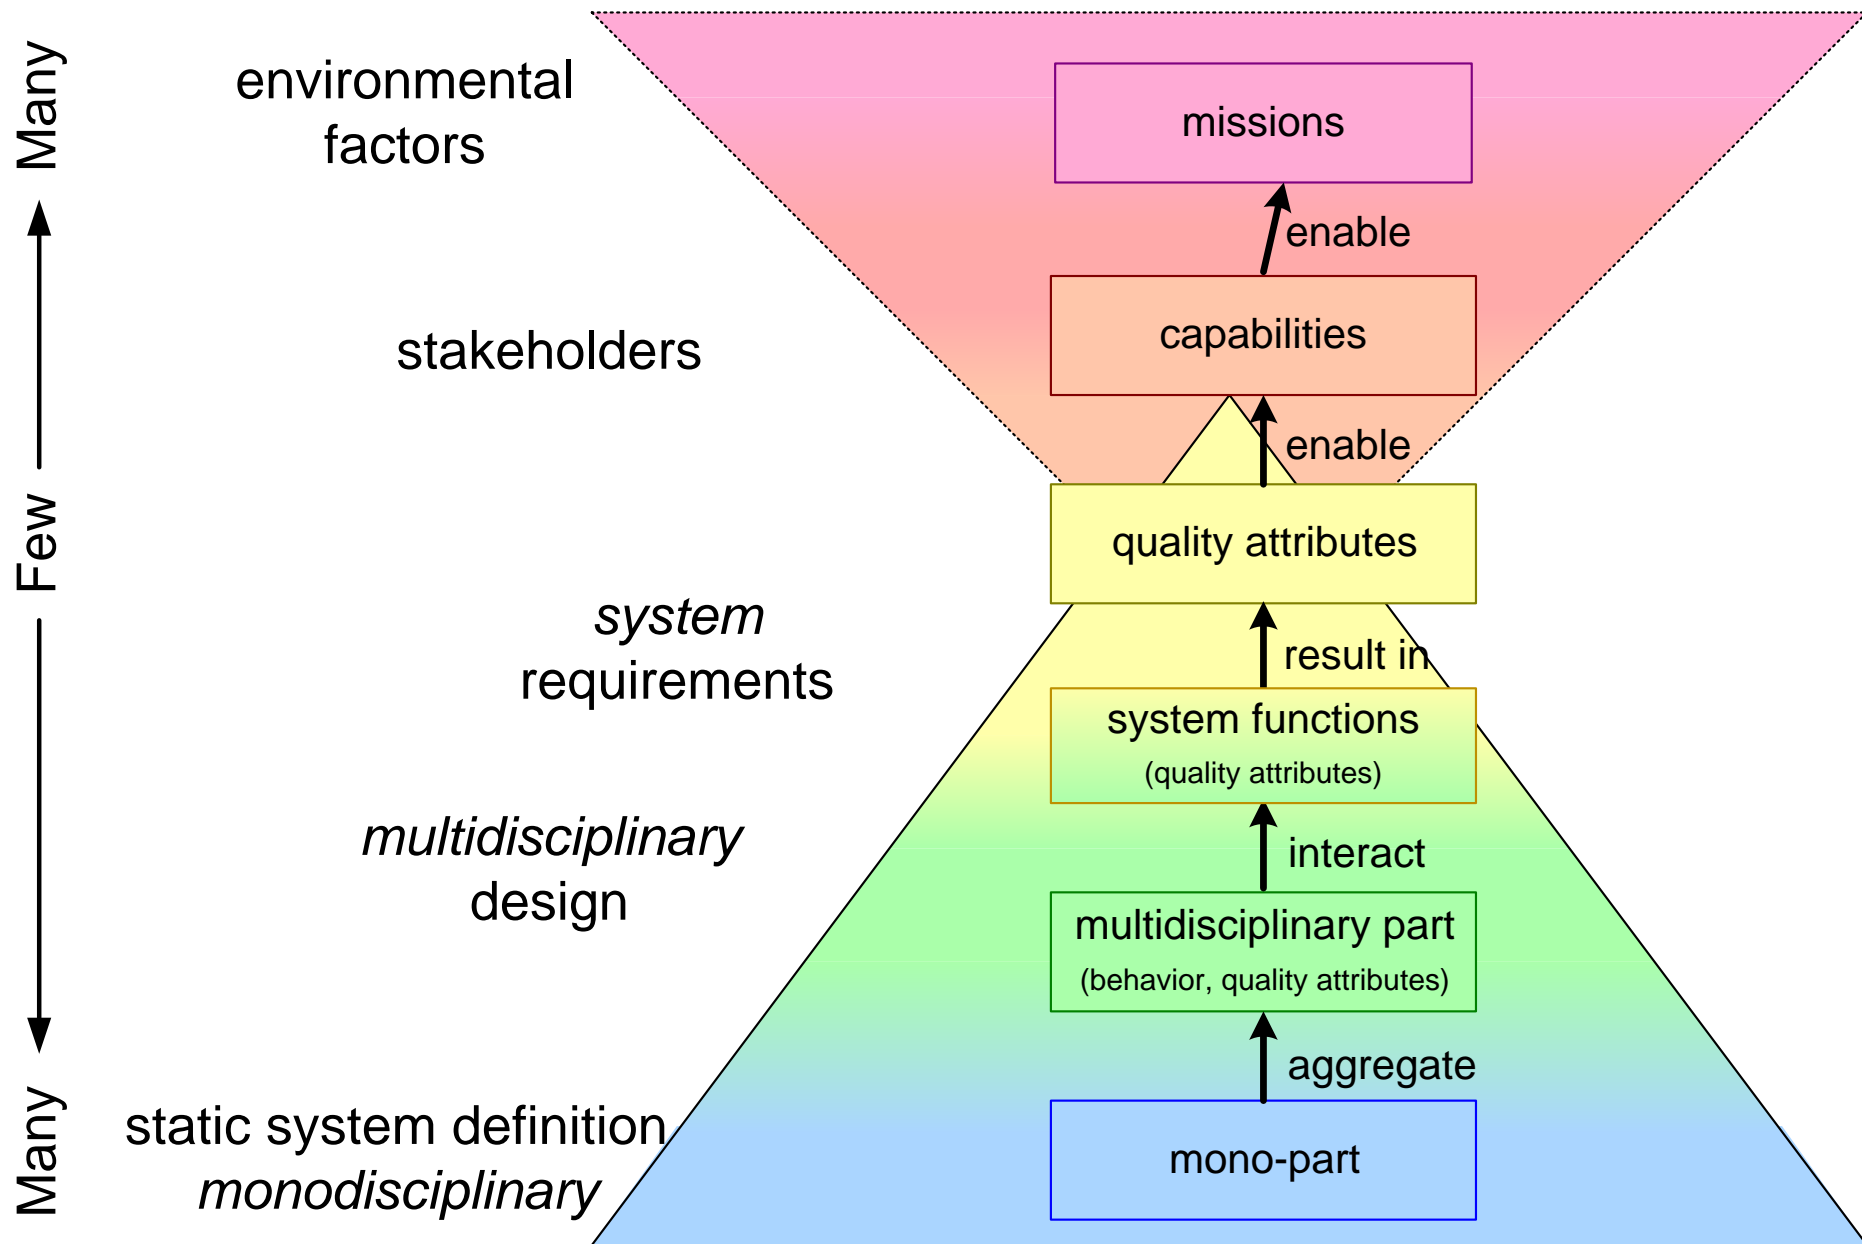 Many
environmental
factors
missions
enable
stakeholders
capabilities
enable
Few
quality attributes
system
requirements
result in
system functions
(quality attributes)
multidisciplinary
design
interact
multidisciplinary part
(behavior, quality attributes)
aggregate
Many
static system definition
monodisciplinary
mono-part